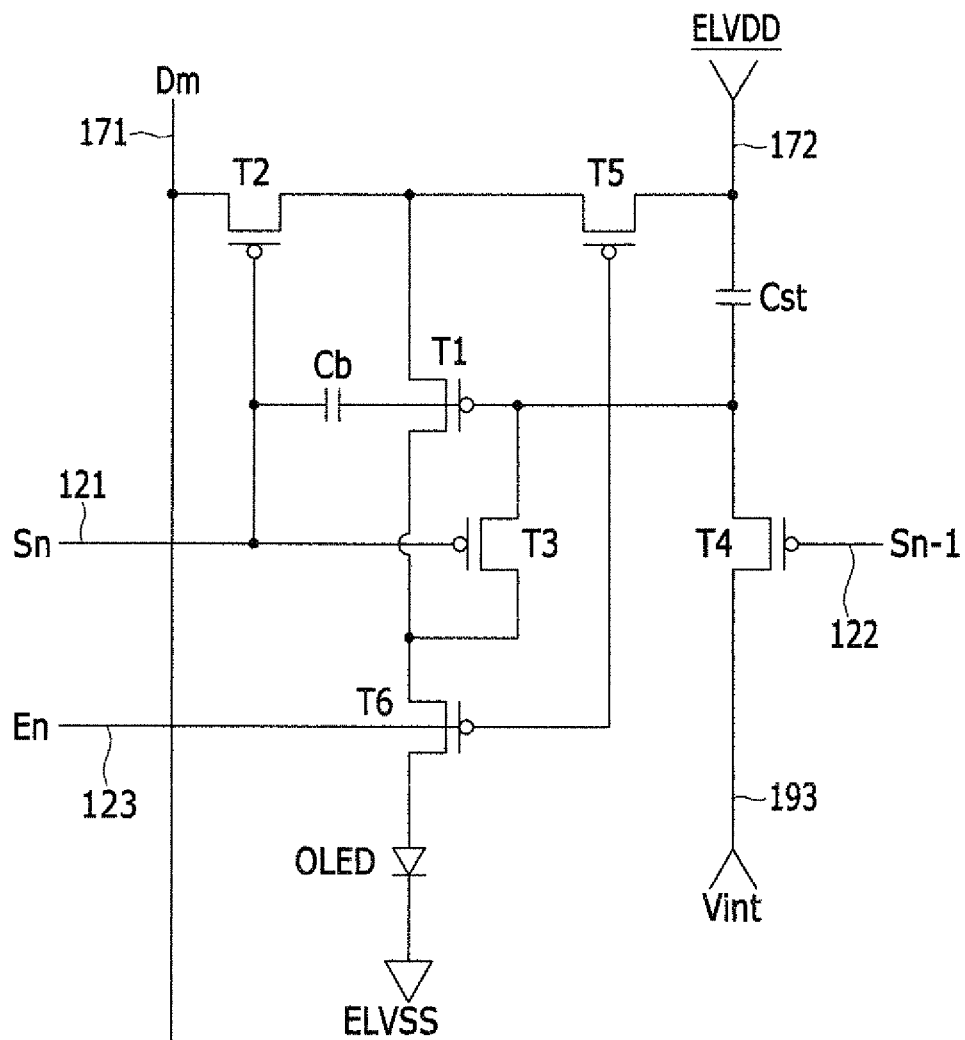 ELVDD
Dm
171
172
T2
T5
Cst
T1
Cb
121
Sn
T3
T4
Sn-1
122
T6
En
123
193
OLED
Vint
ELVSS